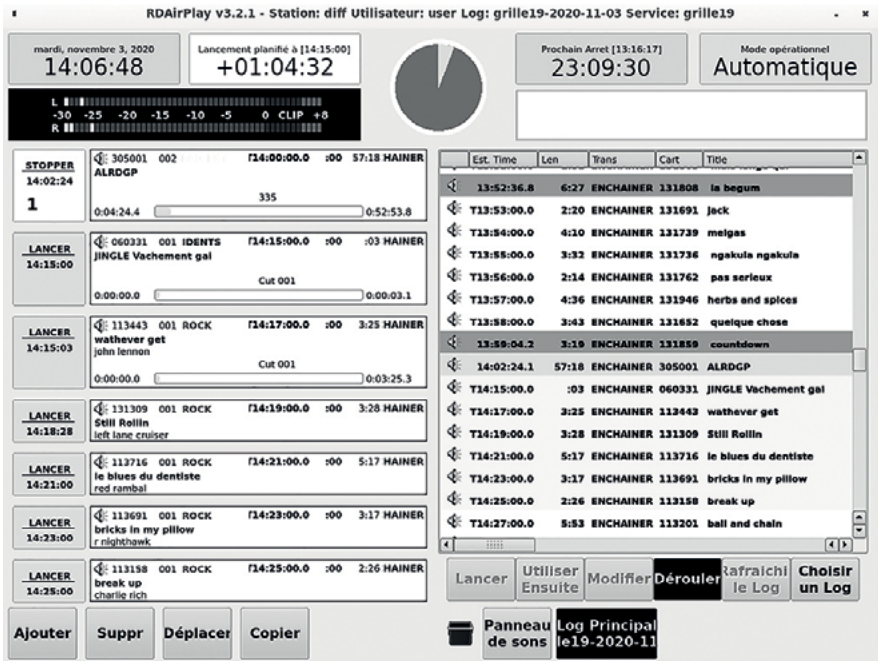 RDAirPlay v3.2.1 - Station: diff Utilisateur: user Log: grille19-2020-11-03 Service: grille19
mardi, novembre 3, 2020
14:06:48
Lancement planifié à [14:15:00]
+01:04:32
Prochain Arret [13:16:17]
23:09:30
Mode opérationnel
Automatique
L
-30 -25 -20 -15 -10 -5 0 CLIP +8
R
STOPPER
14:02:24
1
305001 002 T14:00:00.0 :00 57:18 HAINER
ALRDGP
335
0:04:24.4 0:52:53.8
LANCER
14:15:00
060331 001 IDENTS T14:15:00.0 :00 :03 HAINER
JINGLE Vachement gal
Cut 001
0:00:00.0 0:00:03.1
LANCER
14:15:03
113443 001 ROCK T14:17:00.0 :00 3:25 HAINER
wathever get
john lennon
Cut 001
0:00:00.0 0:03:25.3
LANCER
14:18:28
131309 001 ROCK T14:19:00.0 :00 3:28 HAINER
Still Rollin
left lane cruiser
LANCER
14:21:00
113716 001 ROCK T14:21:00.0 :00 5:17 HAINER
le blues du dentiste
red rambal
LANCER
14:23:00
113691 001 ROCK T14:23:00.0 :00 3:17 HAINER
bricks in my pillow
r nighthawk
LANCER
14:25:00
113158 001 ROCK T14:25:00.0 :00 2:26 HAINER
break up
charlie rich
Est. Time Len Trans Cart Title
13:52:36.8 6:27 ENCHAINER 131808 la begum
T13:53:00.0 2:20 ENCHAINER 131691 Jack
T13:54:00.0 4:10 ENCHAINER 131739 melgas
T13:55:00.0 3:32 ENCHAINER 131736 ngakula ngakula
T13:56:00.0 2:14 ENCHAINER 131762 pas serieux
T13:57:00.0 4:36 ENCHAINER 131946 herbs and spices
T13:58:00.0 3:43 ENCHAINER 131652 quelque chose
13:59:04.2 3:19 ENCHAINER 131859 countdown
14:02:24.1 57:18 ENCHAINER 305001 ALRDGP
T14:15:00.0 :03 ENCHAINER 060331 JINGLE Vachement gal
T14:17:00.0 3:25 ENCHAINER 113443 wathever get
T14:19:00.0 3:28 ENCHAINER 131309 Still Rollin
T14:21:00.0 5:17 ENCHAINER 113716 le blues du dentiste
T14:23:00.0 3:17 ENCHAINER 113691 bricks in my pillow
T14:25:00.0 2:26 ENCHAINER 113158 break up
T14:27:00.0 5:53 ENCHAINER 113201 ball and chain
Lancer
Utiliser
Ensuite
Modifier
Dérouler
Rafraichi
le Log
Choisir
un Log
Ajouter
Suppr
Déplacer
Copier
Panneau
de sons
Log Principal
le19-2020-11